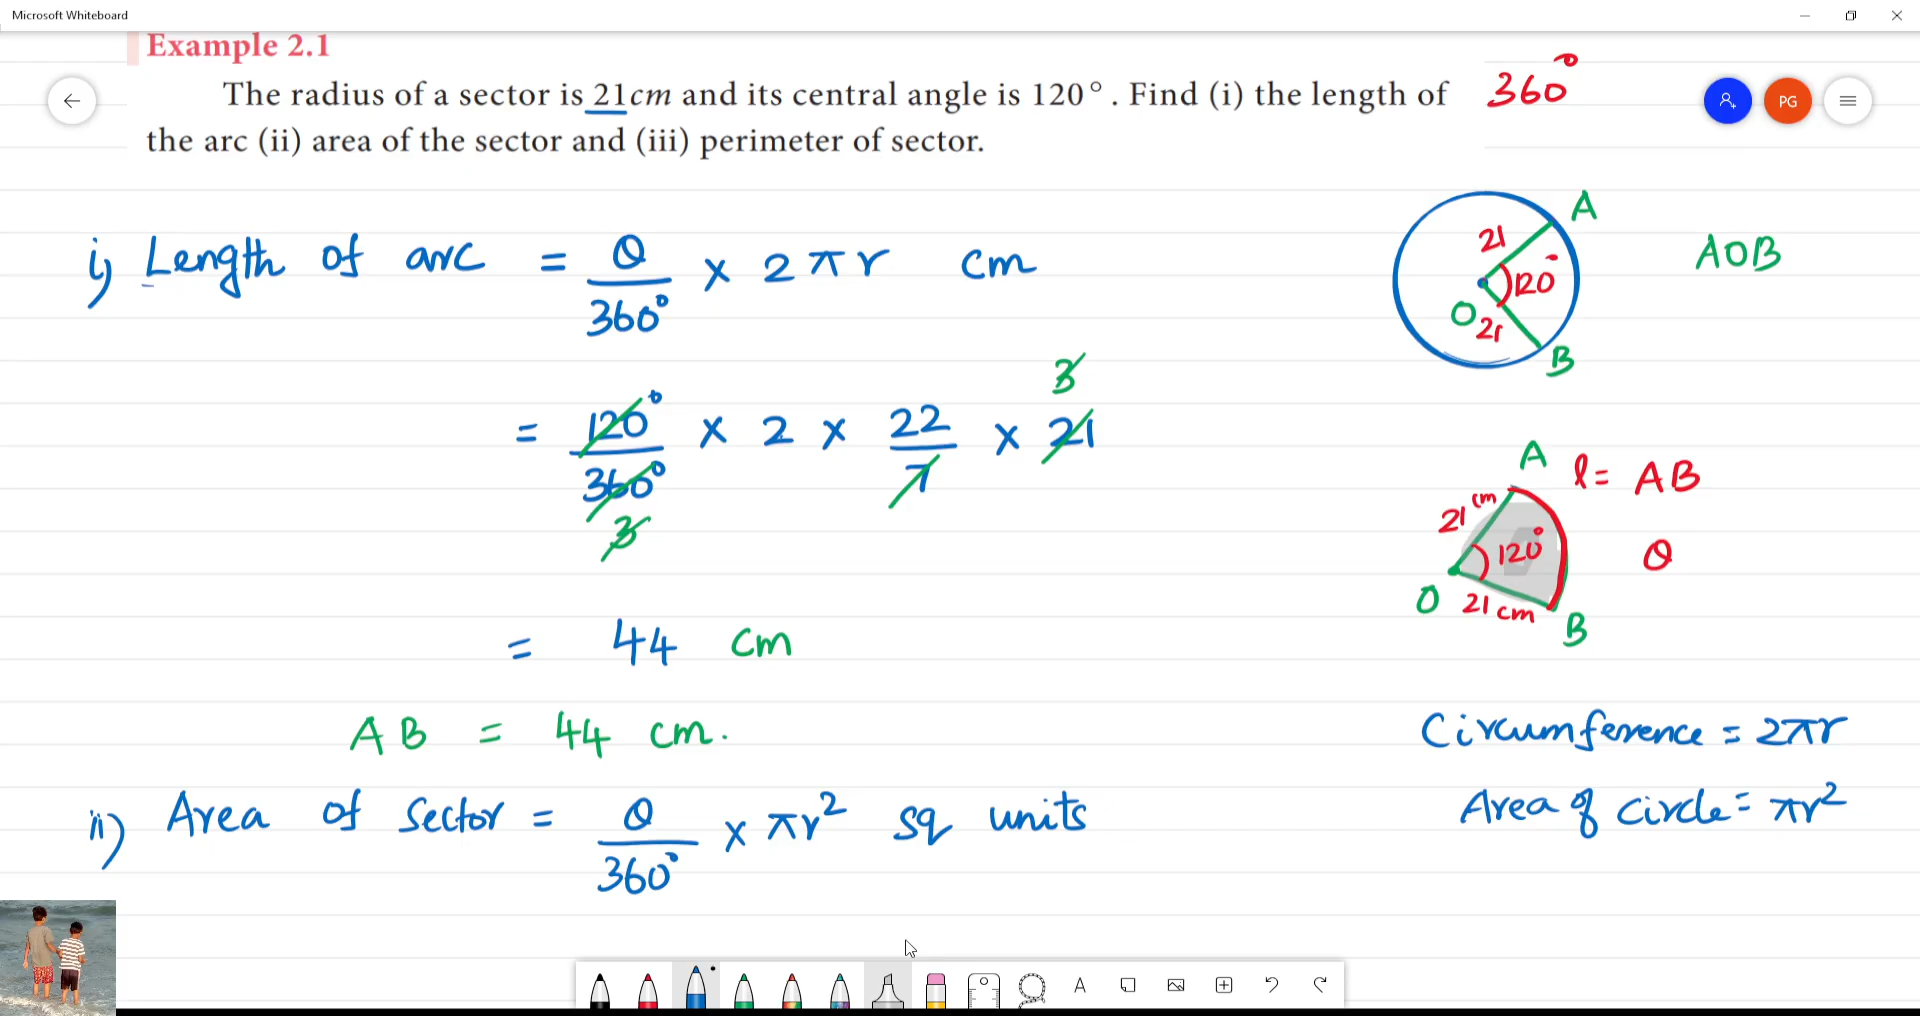 Microsoft Whiteboard
Example 2.1
The radius of a sector is 21cm and its central angle is 120°. Find (i) the length of
the arc (ii) area of the sector and (iii) perimeter of sector.
360°
PG
i) Length of arc = θ/360° × 2πr cm
= 120°/360° × 2 × 22/7 × 21
3
3
= 44 cm
AB = 44 cm.
ii) Area of sector = θ/360° × πr² sq units
A
21
120°
O
21
B
AOB
A
l = AB
21 cm
120°
θ
O
21 cm
B
Circumference = 2πr
Area of circle = πr²
A